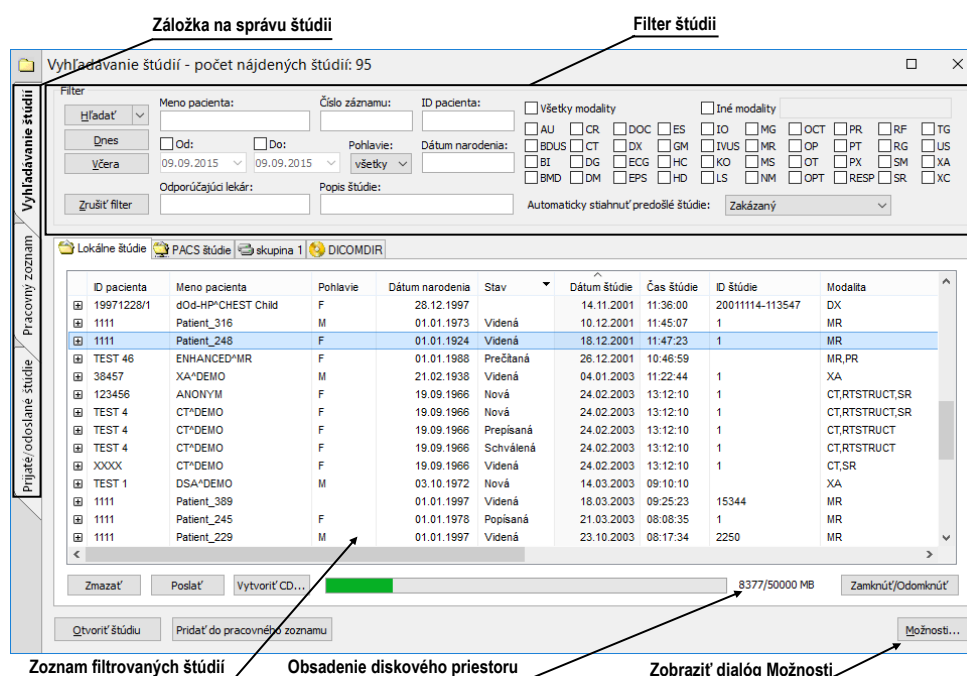 Záložka na správu štúdii
Filter štúdii
Vyhľadávanie štúdií - počet nájdených štúdií: 95
Vyhľadávanie štúdií
Pracovný zoznam
Prijaté/odoslané štúdie
Filter
Hľadať
Dnes
Včera
Zrušiť filter
Meno pacienta:
Číslo záznamu:
ID pacienta:
Od:
Do:
Pohlavie:
Dátum narodenia:
09.09.2015
09.09.2015
všetky
Odporúčajúci lekár:
Popis štúdie:
Všetky modality
Iné modality
AU CR DOC ES IO MG OCT PR RF TG
BDUS CT DX GM IVUS MR OP PT RG US
BI DG ECG HC KO MS OT PX SM XA
BMD DM EPS HD LS NM OPT RESP SR XC
Automaticky stiahnuť predošlé štúdie: Zakázaný
Lokálne štúdie PACS štúdie skupina 1 DICOMDIR
ID pacienta Meno pacienta Pohlavie Dátum narodenia Stav Dátum štúdie Čas štúdie ID štúdie Modalita
19971228/1 dOd-HP^CHEST Child F 28.12.1997 14.11.2001 11:36:00 20011114-113547 DX
1111 Patient_316 M 01.01.1973 Videná 10.12.2001 11:45:07 1 MR
1111 Patient_248 F 01.01.1924 Videná 18.12.2001 11:47:23 1 MR
TEST 46 ENHANCED^MR F 01.01.1988 Prečítaná 26.12.2001 10:46:59 MR,PR
38457 XA^DEMO M 21.02.1938 Videná 04.01.2003 11:22:44 1 XA
123456 ANONYM F 19.09.1966 Nová 24.02.2003 13:12:10 1 CT,RTSTRUCT,SR
TEST 4 CT^DEMO F 19.09.1966 Nová 24.02.2003 13:12:10 1 CT,RTSTRUCT,SR
TEST 4 CT^DEMO F 19.09.1966 Prepísaná 24.02.2003 13:12:10 1 CT,RTSTRUCT
TEST 4 CT^DEMO F 19.09.1966 Schválená 24.02.2003 13:12:10 1 CT,RTSTRUCT
XXXX CT^DEMO F 19.09.1966 Videná 24.02.2003 13:12:10 1 CT,SR
TEST 1 DSA^DEMO M 03.10.1972 Nová 14.03.2003 09:10:10 XA
1111 Patient_389 01.01.1997 Videná 18.03.2003 09:25:23 15344 MR
1111 Patient_245 F 01.01.1978 Popísaná 21.03.2003 08:08:35 1 MR
1111 Patient_229 M 01.01.1997 Videná 23.10.2003 08:17:34 2250 MR
Zmazať Poslať Vytvoriť CD... 8377/50000 MB Zamknúť/Odomknúť
Otvoriť štúdiu Pridať do pracovného zoznamu Možnosti...
Zoznam filtrovaných štúdií
Obsadenie diskového priestoru
Zobraziť dialóg Možnosti